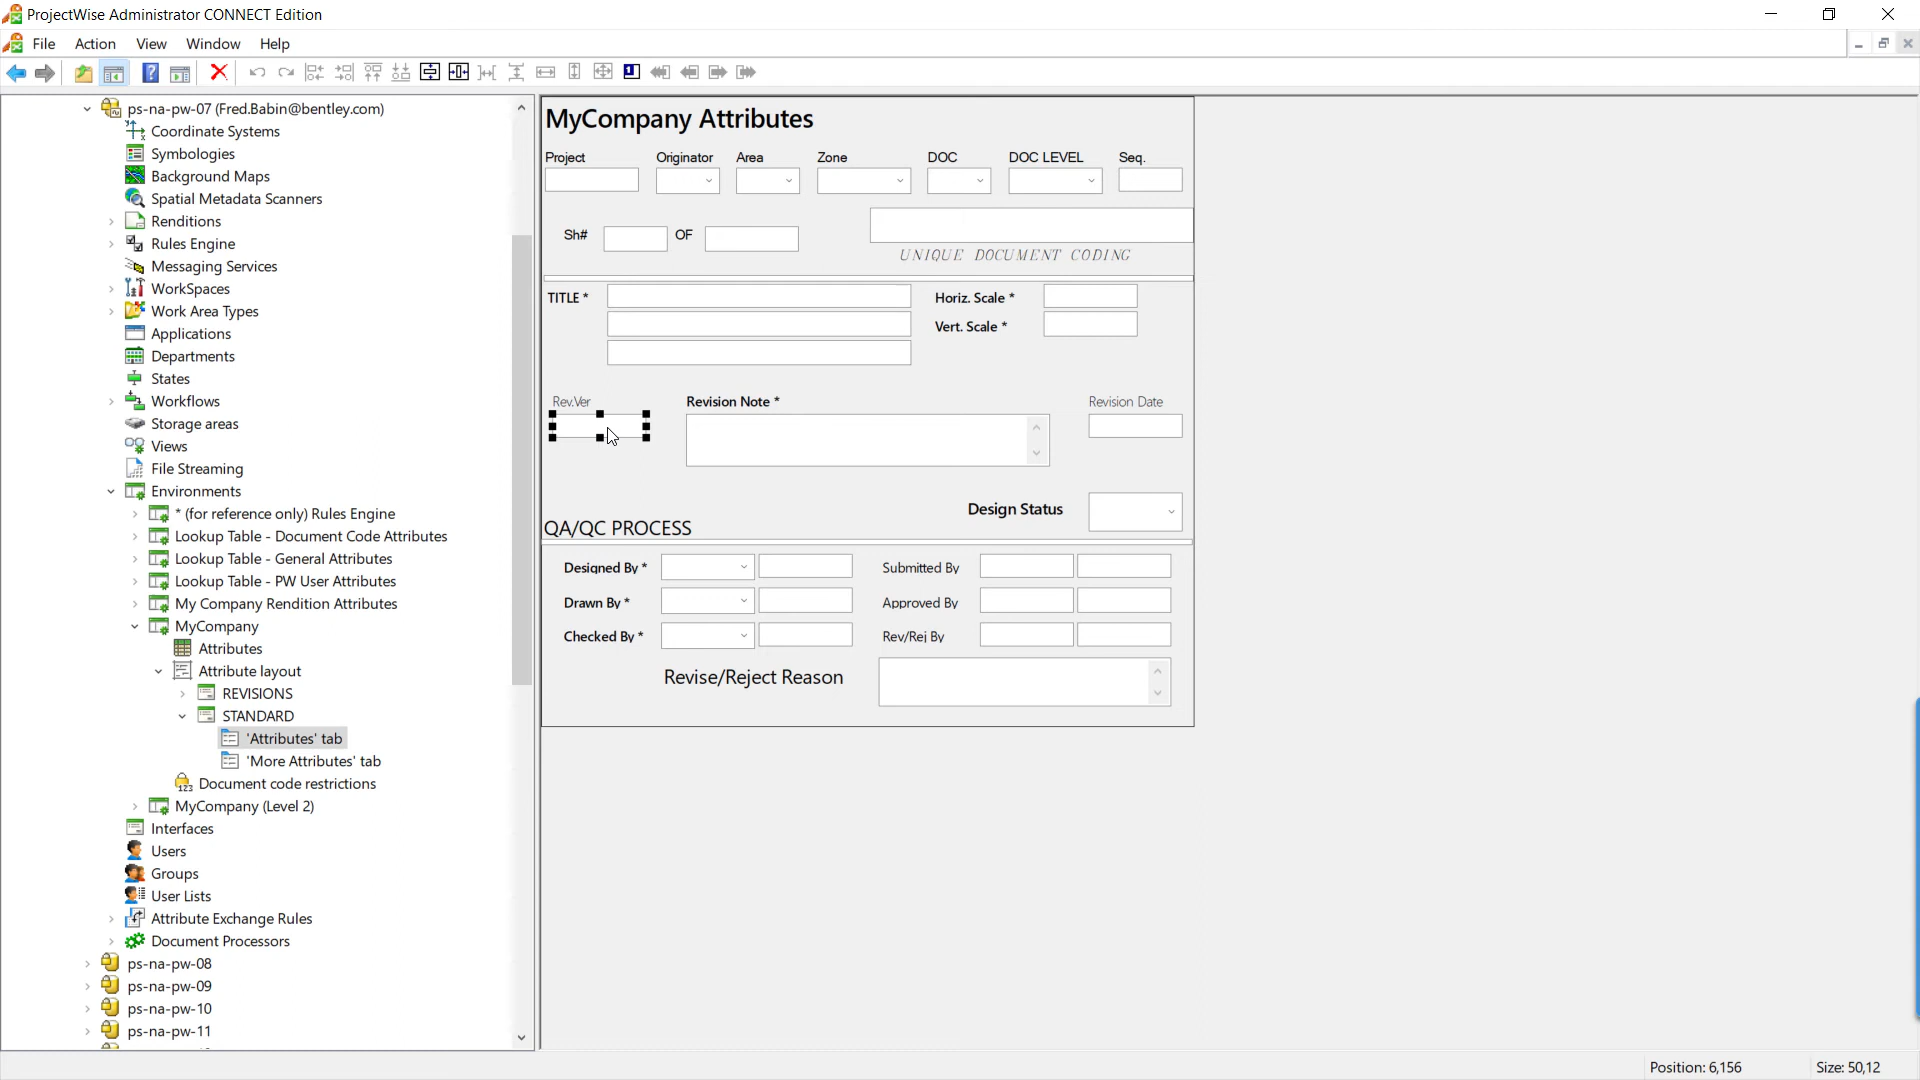 ProjectWise Administrator CONNECT Edition
File Action View Window Help
ps-na-pw-07 (Fred.Babin@bentley.com)
Coordinate Systems
Symbologies
Background Maps
Spatial Metadata Scanners
Renditions
Rules Engine
Messaging Services
WorkSpaces
Work Area Types
Applications
Departments
States
Workflows
Storage areas
Views
File Streaming
Environments
* (for reference only) Rules Engine
Lookup Table - Document Code Attributes
Lookup Table - General Attributes
Lookup Table - PW User Attributes
My Company Rendition Attributes
MyCompany
Attributes
Attribute layout
REVISIONS
STANDARD
'Attributes' tab
'More Attributes' tab
Document code restrictions
MyCompany (Level 2)
Interfaces
Users
Groups
User Lists
Attribute Exchange Rules
Document Processors
ps-na-pw-08
ps-na-pw-09
ps-na-pw-10
ps-na-pw-11
MyCompany Attributes
Project Originator Area Zone DOC DOC LEVEL Seq.
Sh# OF
UNIQUE DOCUMENT CODING
TITLE * Horiz. Scale *
Vert. Scale *
Rev.Ver Revision Note * Revision Date
Design Status
QA/QC PROCESS
Designed By * Submitted By
Drawn By * Approved By
Checked By * Rev/Rej By
Revise/Reject Reason
Position: 6,156 Size: 50,12